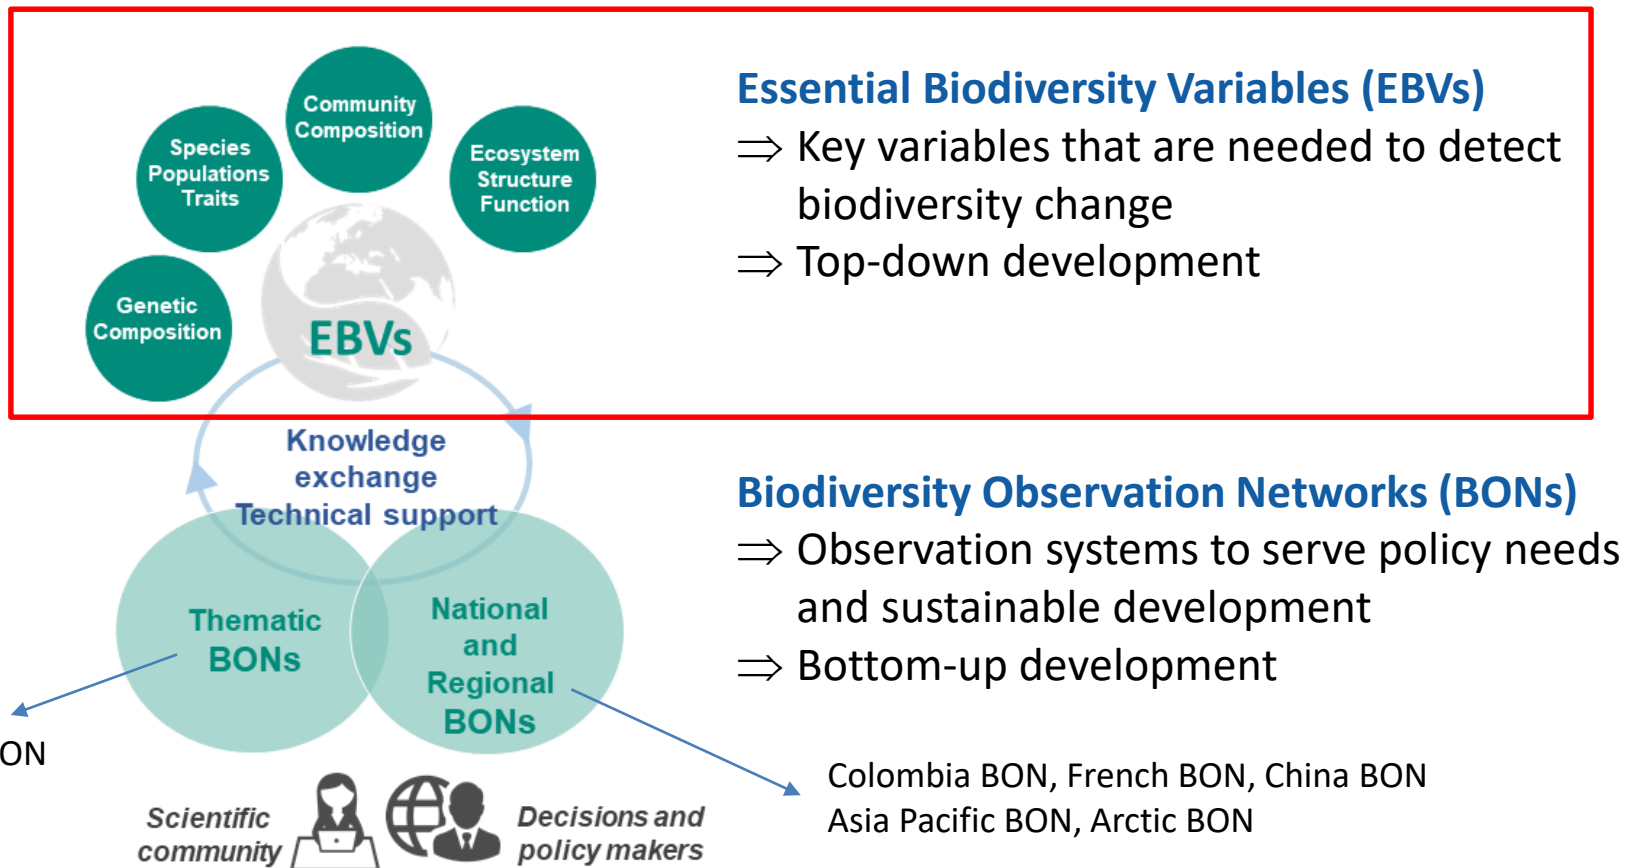 Community
Composition
Species
Populations
Traits
Ecosystem
Structure
Function
Genetic
Composition
EBVs
Essential Biodiversity Variables (EBVs)
⇒ Key variables that are needed to detect
biodiversity change
⇒ Top-down development
Knowledge
exchange
Technical support
Thematic
BONs
National
and
Regional
BONs
Biodiversity Observation Networks (BONs)
⇒ Observation systems to serve policy needs
and sustainable development
⇒ Bottom-up development
ON
Colombia BON, French BON, China BON
Asia Pacific BON, Arctic BON
Scientific
community
Decisions and
policy makers